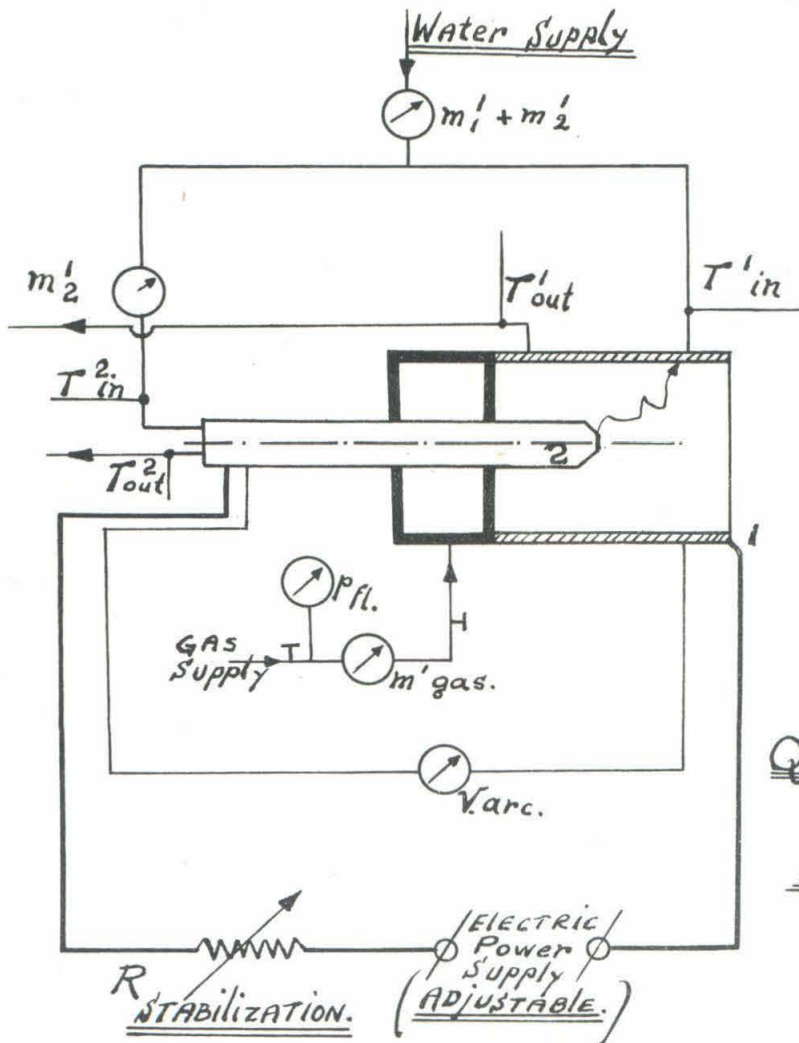 Water Supply
m'1 + m'2
m'2
T'out
T'in
T²in
T²out
2
1
Pfl.
GAS
Supply
m'gas.
V.arc.
Q
R
STABILIZATION.
ELECTRIC
Power
Supply
(ADJUSTABLE.)